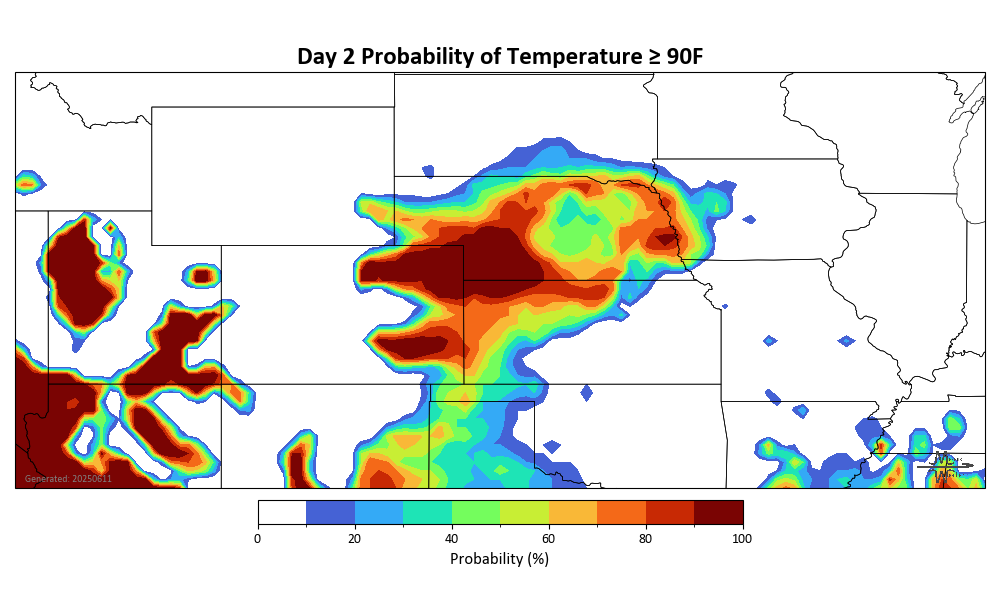 Day 2 Probability of Temperature ≥ 90F
Generated: 20250611
0 20 40 60 80 100
Probability (%)